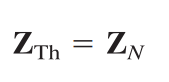 Z_Th = Z_N